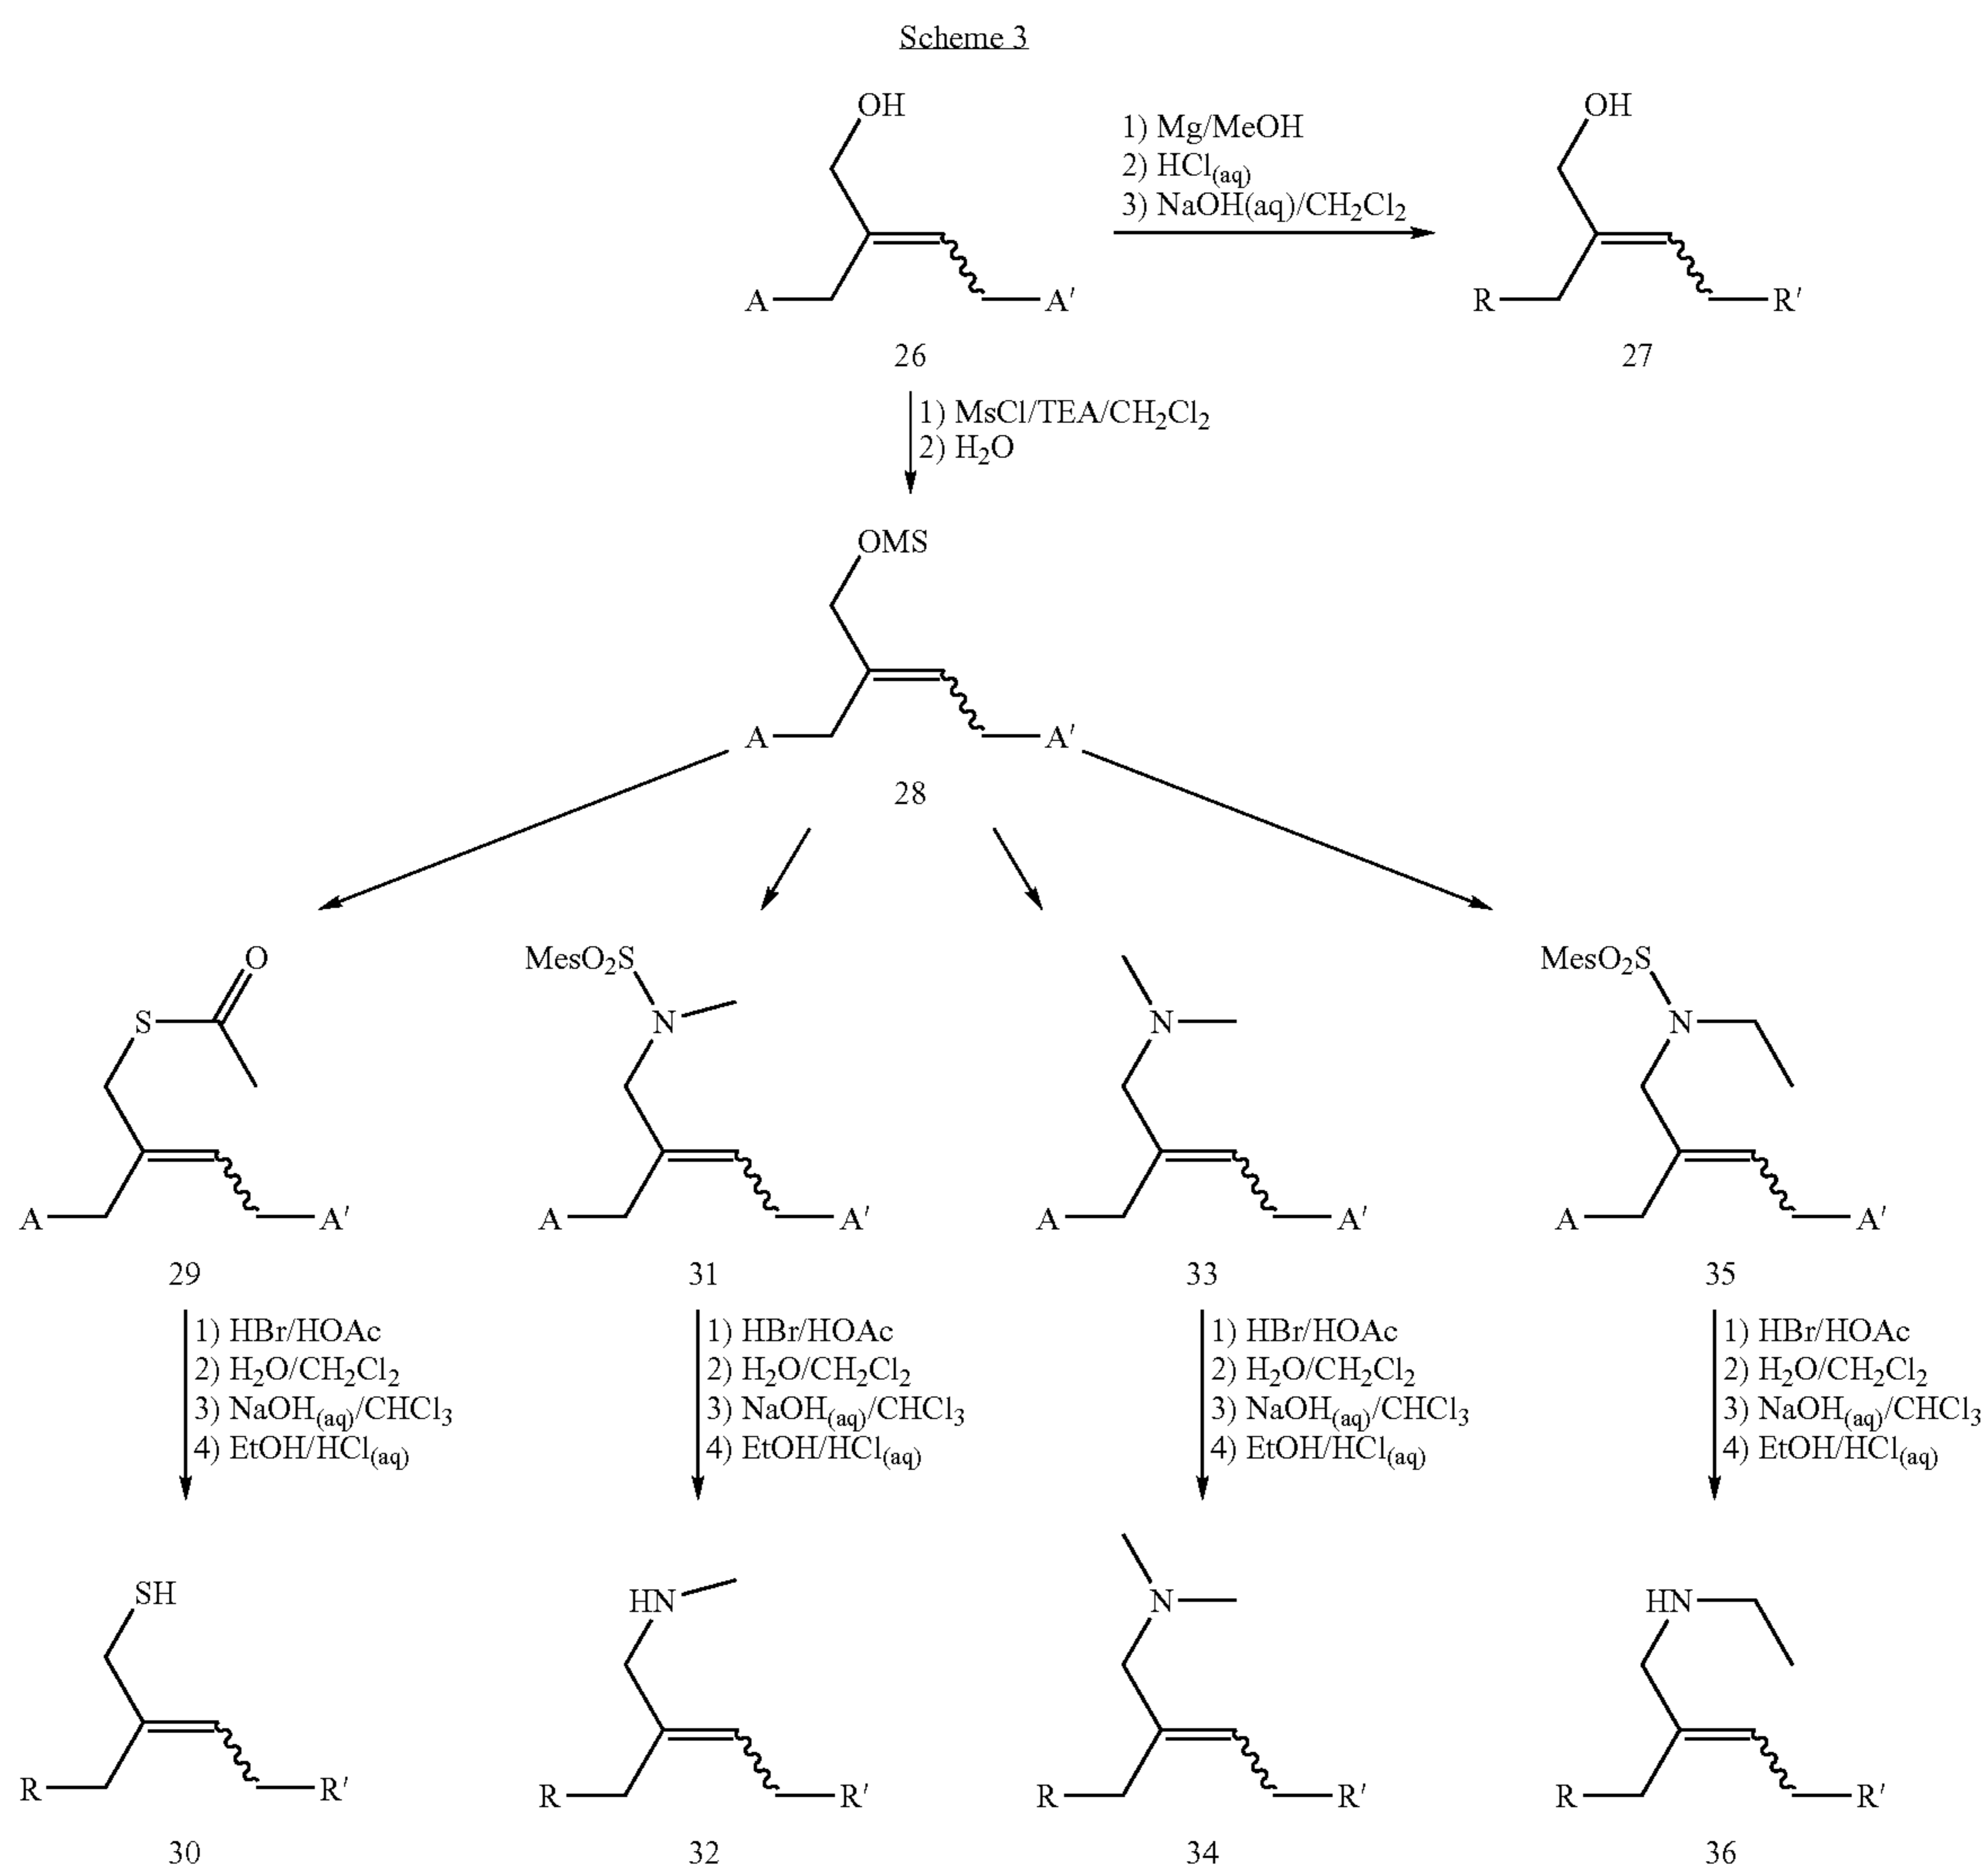 Scheme 3
OH
1) Mg/MeOH
2) HCl(aq)
3) NaOH(aq)/CH2Cl2
OH
A
A'
R
R'
26
27
1) MsCl/TEA/CH2Cl2
2) H2O
OMS
A
A'
28
O
S
MesO2S
N
N
MesO2S
N
A
A'
A
A'
A
A'
A
A'
29
31
33
35
1) HBr/HOAc
2) H2O/CH2Cl2
3) NaOH(aq)/CHCl3
4) EtOH/HCl(aq)
1) HBr/HOAc
2) H2O/CH2Cl2
3) NaOH(aq)/CHCl3
4) EtOH/HCl(aq)
1) HBr/HOAc
2) H2O/CH2Cl2
3) NaOH(aq)/CHCl3
4) EtOH/HCl(aq)
1) HBr/HOAc
2) H2O/CH2Cl2
3) NaOH(aq)/CHCl3
4) EtOH/HCl(aq)
SH
HN
N
HN
R
R'
R
R'
R
R'
R
R'
30
32
34
36